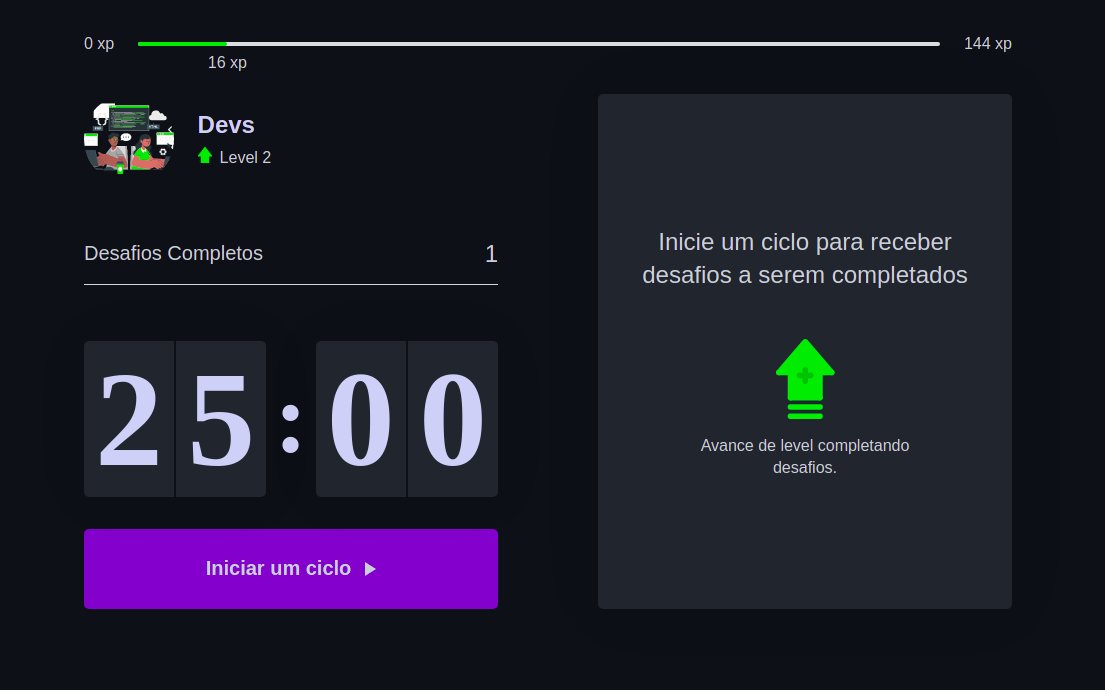 0 xp
144 xp
16 xp
Devs
Level 2
Desafios Completos
1
25:00
Iniciar um ciclo
Inicie um ciclo para receber
desafios a serem completados
Avance de level completando
desafios.